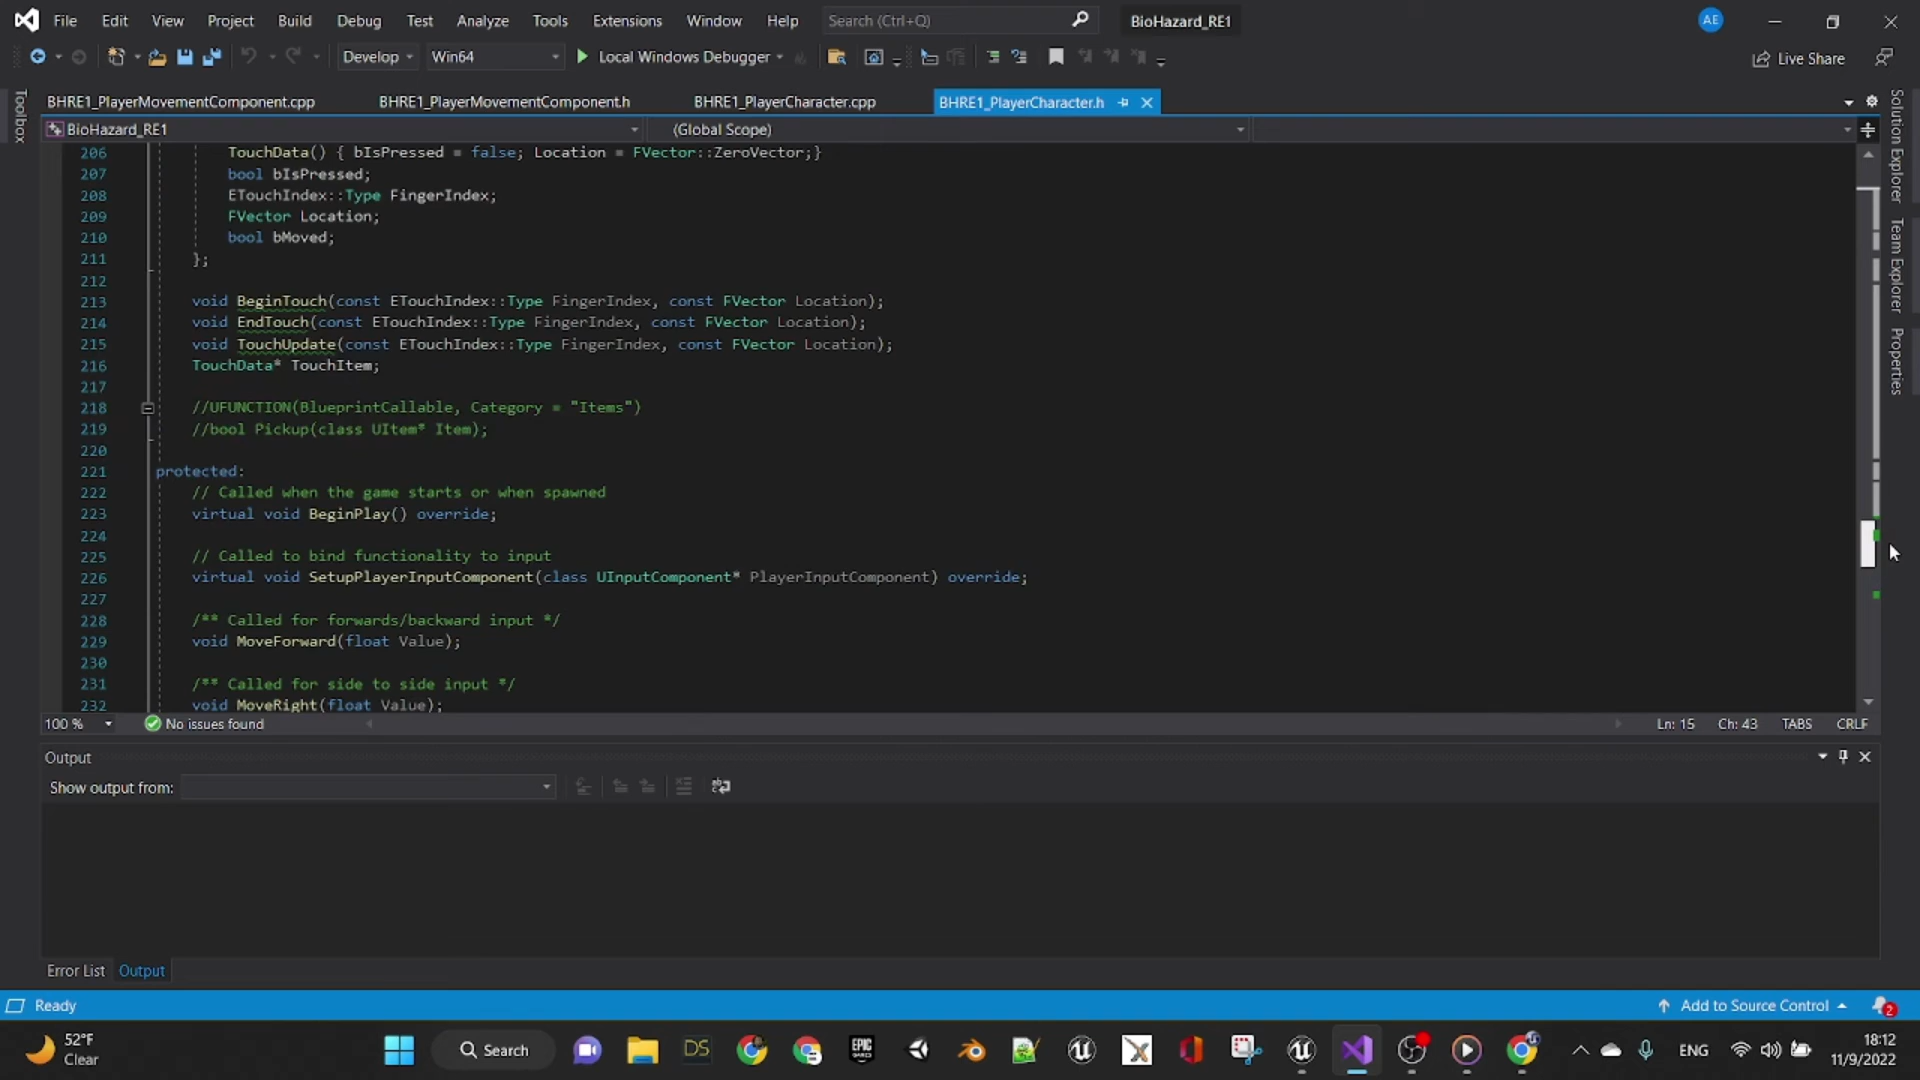 File Edit View Project Build Debug Test Analyze Tools Extensions Window Help Search (Ctrl+Q) BioHazard_RE1 AE
Develop Win64 Local Windows Debugger Live Share
BHRE1_PlayerMovementComponent.cpp BHRE1_PlayerMovementComponent.h BHRE1_PlayerCharacter.cpp BHRE1_PlayerCharacter.h
BioHazard_RE1 (Global Scope)
Toolbox
Solution Explorer
Team Explorer
Properties
206 TouchData() { bIsPressed = false; Location = FVector::ZeroVector;}
207 bool bIsPressed;
208 ETouchIndex::Type FingerIndex;
209 FVector Location;
210 bool bMoved;
211 };
212
213 void BeginTouch(const ETouchIndex::Type FingerIndex, const FVector Location);
214 void EndTouch(const ETouchIndex::Type FingerIndex, const FVector Location);
215 void TouchUpdate(const ETouchIndex::Type FingerIndex, const FVector Location);
216 TouchData* TouchItem;
217
218 //UFUNCTION(BlueprintCallable, Category = "Items")
219 //bool Pickup(class UItem* Item);
220
221 protected:
222 // Called when the game starts or when spawned
223 virtual void BeginPlay() override;
224
225 // Called to bind functionality to input
226 virtual void SetupPlayerInputComponent(class UInputComponent* PlayerInputComponent) override;
227
228 /** Called for forwards/backward input */
229 void MoveForward(float Value);
230
231 /** Called for side to side input */
232 void MoveRight(float Value);
100 % No issues found Ln: 15 Ch: 43 TABS CRLF
Output
Show output from:
Error List Output
Ready Add to Source Control 2
52°F
Clear
Search DS EPIC GAMES ENG 18:12
11/9/2022